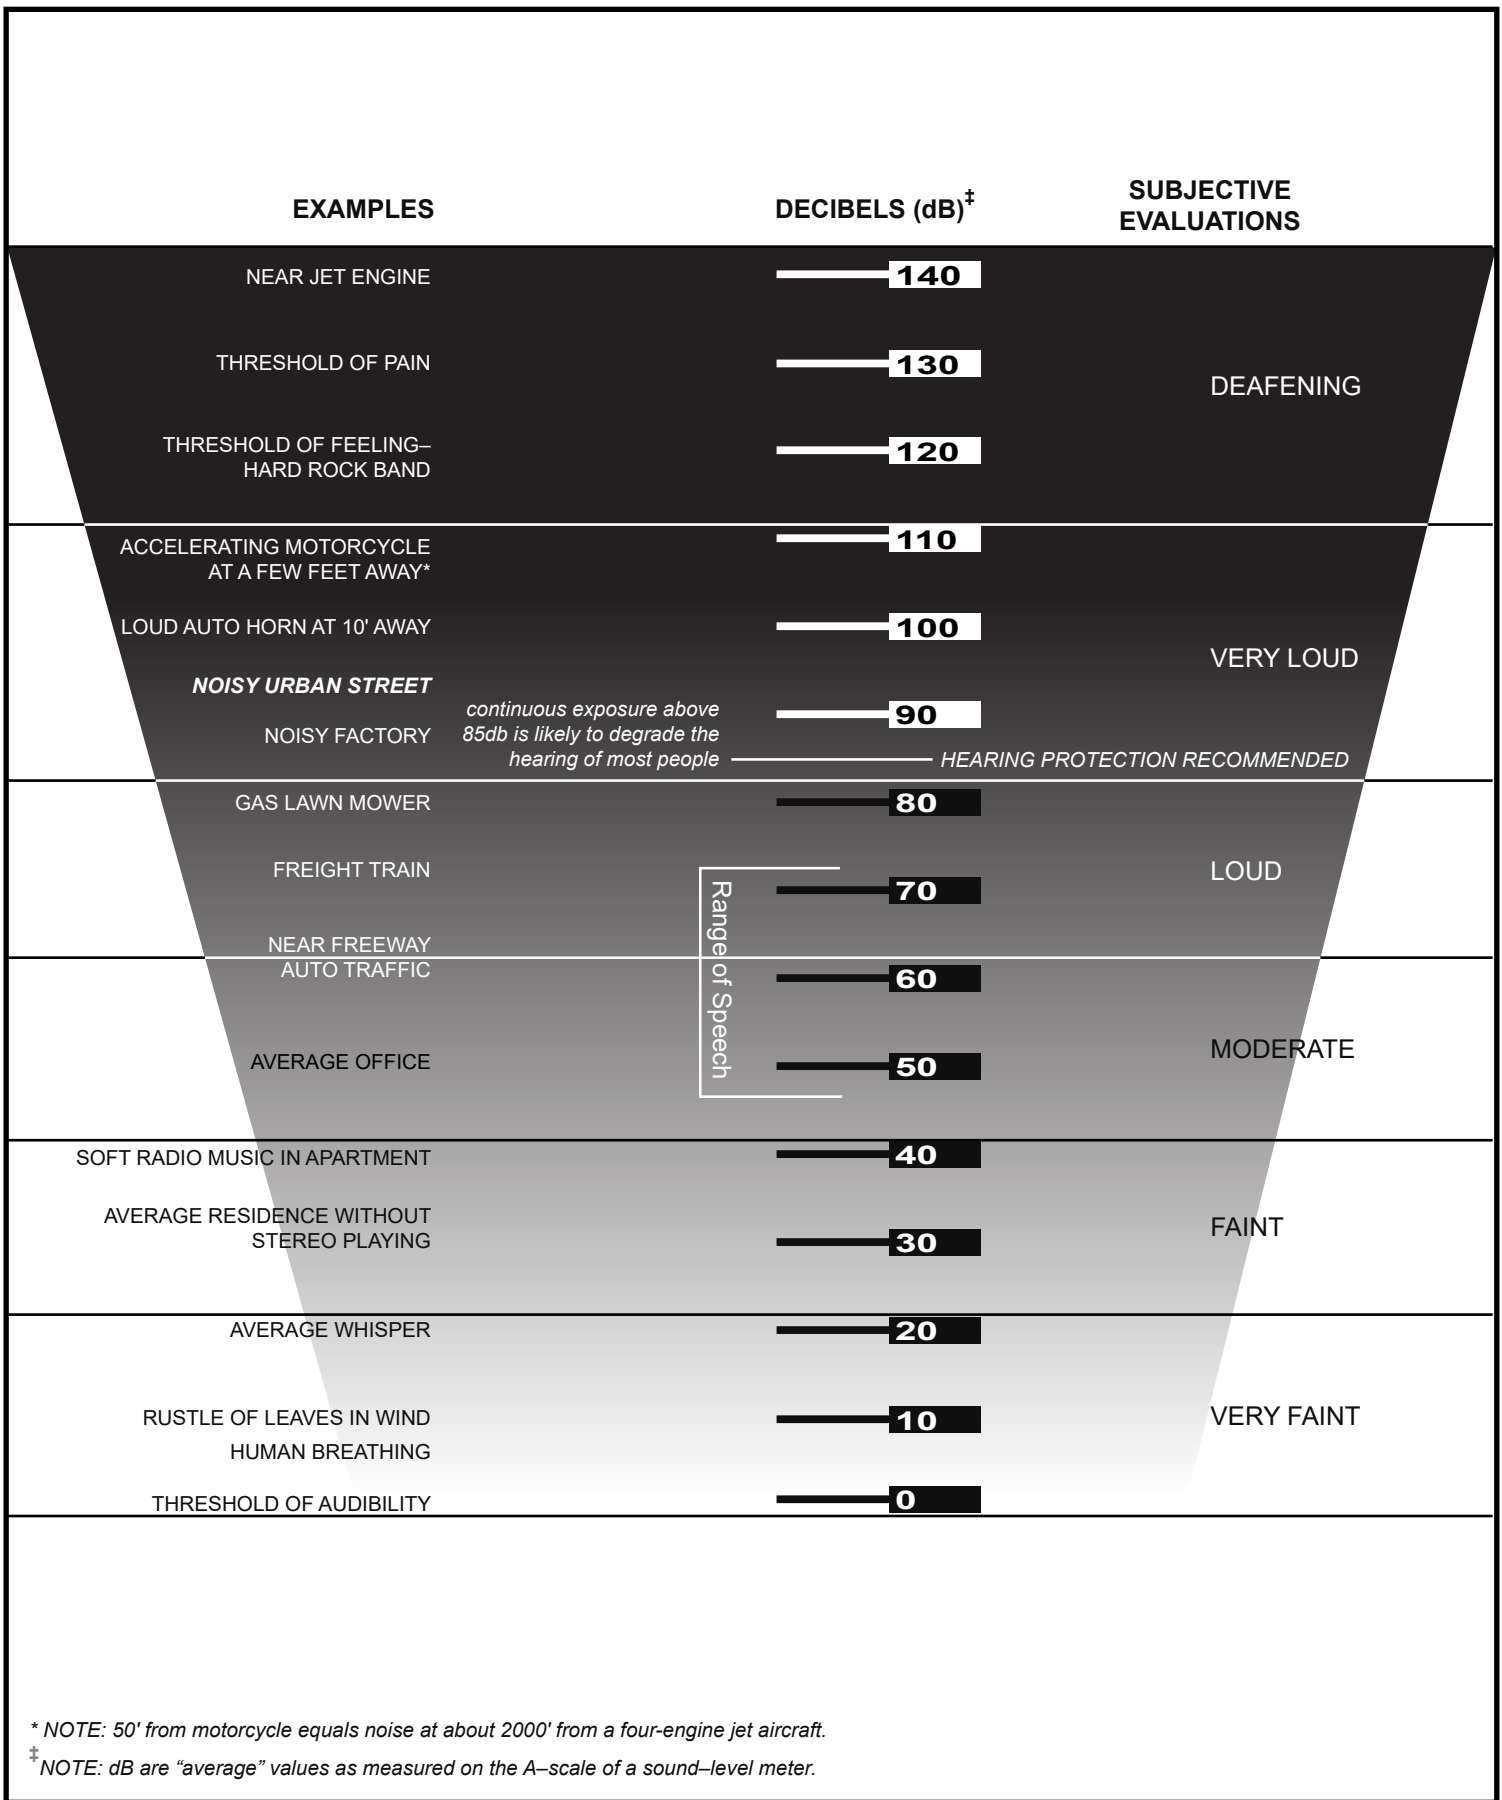 EXAMPLES
DECIBELS (dB)‡
SUBJECTIVE
EVALUATIONS
NEAR JET ENGINE
140
THRESHOLD OF PAIN
130
DEAFENING
THRESHOLD OF FEELING–
HARD ROCK BAND
120
ACCELERATING MOTORCYCLE
AT A FEW FEET AWAY*
110
LOUD AUTO HORN AT 10' AWAY
100
VERY LOUD
NOISY URBAN STREET
NOISY FACTORY
continuous exposure above
85db is likely to degrade the
hearing of most people
90
HEARING PROTECTION RECOMMENDED
GAS LAWN MOWER
80
FREIGHT TRAIN
70
LOUD
Range of Speech
NEAR FREEWAY
AUTO TRAFFIC
60
AVERAGE OFFICE
50
MODERATE
SOFT RADIO MUSIC IN APARTMENT
40
AVERAGE RESIDENCE WITHOUT
STEREO PLAYING
30
FAINT
AVERAGE WHISPER
20
RUSTLE OF LEAVES IN WIND
10
VERY FAINT
HUMAN BREATHING
THRESHOLD OF AUDIBILITY
0
* NOTE: 50' from motorcycle equals noise at about 2000' from a four-engine jet aircraft.
‡NOTE: dB are “average” values as measured on the A–scale of a sound–level meter.